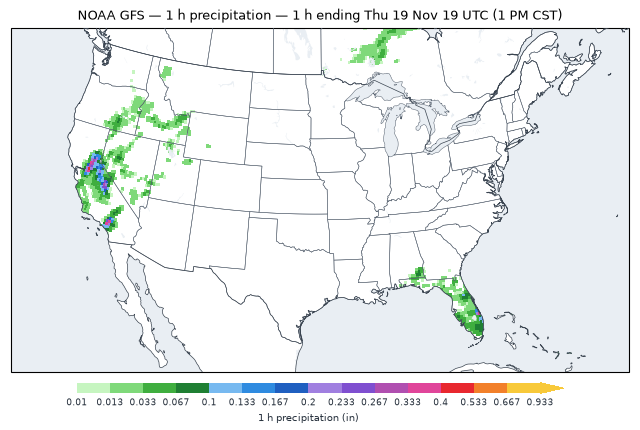 NOAA GFS — 1 h precipitation — 1 h ending Thu 19 Nov 19 UTC (1 PM CST)
0.01 0.013 0.033 0.067 0.1 0.133 0.167 0.2 0.233 0.267 0.333 0.4 0.533 0.667 0.933
1 h precipitation (in)